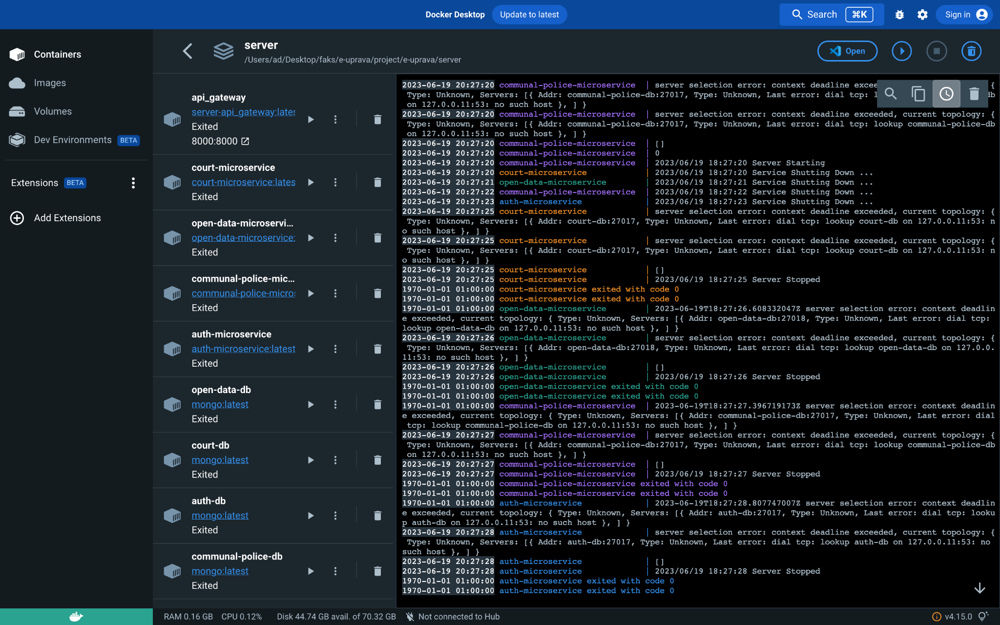 Docker Desktop
Update to latest
Search
⌘K
Sign in
Containers
Images
Volumes
Dev Environments BETA
Extensions BETA
Add Extensions
server
/Users/ad/Desktop/faks/e-uprava/project/e-uprava/server
Open
api_gateway
server-api_gateway:lates
Exited
8000:8000
court-microservice
court-microservice:lates
Exited
open-data-microservi...
open-data-microservice:
Exited
communal-police-mic...
communal-police-micros
Exited
auth-microservice
auth-microservice:latest
Exited
open-data-db
mongo:latest
Exited
court-db
mongo:latest
Exited
auth-db
mongo:latest
Exited
communal-police-db
mongo:latest
Exited
2023-06-19 20:27:20 communal-police-microservice | server selection error: context deadline excee {
Type: Unknown, Servers: [{ Addr: communal-police-db:27017, Type: Unknown, Last error: dial tcp: l b
on 127.0.0.11:53: no such host }, ] }
2023-06-19 20:27:20 communal-police-microservice | server selection error: context deadline exceeded, current topology: {
Type: Unknown, Servers: [{ Addr: communal-police-db:27017, Type: Unknown, Last error: dial tcp: lookup communal-police-db
on 127.0.0.11:53: no such host }, ] }
2023-06-19 20:27:20 communal-police-microservice | []
2023-06-19 20:27:20 communal-police-microservice | 0
2023-06-19 20:27:20 communal-police-microservice | 2023/06/19 18:27:20 Server Starting
2023-06-19 20:27:20 court-microservice | 2023/06/19 18:27:20 Service Shutting Down ...
2023-06-19 20:27:21 open-data-microservice | 2023/06/19 18:27:21 Service Shutting Down ...
2023-06-19 20:27:22 communal-police-microservice | 2023/06/19 18:27:22 Service Shutting Down ...
2023-06-19 20:27:23 auth-microservice | 2023/06/19 18:27:23 Service Shutting Down ...
2023-06-19 20:27:25 court-microservice | server selection error: context deadline exceeded, current topology: {
Type: Unknown, Servers: [{ Addr: court-db:27017, Type: Unknown, Last error: dial tcp: lookup court-db on 127.0.0.11:53: n
o such host }, ] }
2023-06-19 20:27:25 court-microservice | server selection error: context deadline exceeded, current topology: {
Type: Unknown, Servers: [{ Addr: court-db:27017, Type: Unknown, Last error: dial tcp: lookup court-db on 127.0.0.11:53: n
o such host }, ] }
2023-06-19 20:27:25 court-microservice | []
2023-06-19 20:27:25 court-microservice | 2023/06/19 18:27:25 Server Stopped
1970-01-01 01:00:00 court-microservice exited with code 0
1970-01-01 01:00:00 court-microservice exited with code 0
1970-01-01 01:00:00 open-data-microservice | 2023-06-19T18:27:26.608332047Z server selection error: context deadlin
e exceeded, current topology: { Type: Unknown, Servers: [{ Addr: open-data-db:27018, Type: Unknown, Last error: dial tcp:
lookup open-data-db on 127.0.0.11:53: no such host }, ] }
2023-06-19 20:27:26 open-data-microservice | server selection error: context deadline exceeded, current topology: {
Type: Unknown, Servers: [{ Addr: open-data-db:27018, Type: Unknown, Last error: dial tcp: lookup open-data-db on 127.0.0.
11:53: no such host }, ] }
2023-06-19 20:27:26 open-data-microservice | []
2023-06-19 20:27:26 open-data-microservice | 2023/06/19 18:27:26 Server Stopped
1970-01-01 01:00:00 open-data-microservice exited with code 0
1970-01-01 01:00:00 open-data-microservice exited with code 0
1970-01-01 01:00:00 communal-police-microservice | 2023-06-19T18:27:27.396719173Z server selection error: context deadlin
e exceeded, current topology: { Type: Unknown, Servers: [{ Addr: communal-police-db:27017, Type: Unknown, Last error: dial
tcp: lookup communal-police-db on 127.0.0.11:53: no such host }, ] }
2023-06-19 20:27:27 communal-police-microservice | server selection error: context deadline exceeded, current topology: {
Type: Unknown, Servers: [{ Addr: communal-police-db:27017, Type: Unknown, Last error: dial tcp: lookup communal-police-db
on 127.0.0.11:53: no such host }, ] }
2023-06-19 20:27:27 communal-police-microservice | []
2023-06-19 20:27:27 communal-police-microservice | 2023/06/19 18:27:27 Server Stopped
1970-01-01 01:00:00 communal-police-microservice exited with code 0
1970-01-01 01:00:00 communal-police-microservice exited with code 0
1970-01-01 01:00:00 auth-microservice | 2023-06-19T18:27:28.807747007Z server selection error: context deadlin
e exceeded, current topology: { Type: Unknown, Servers: [{ Addr: auth-db:27017, Type: Unknown, Last error: dial tcp: looku
p auth-db on 127.0.0.11:53: no such host }, ] }
2023-06-19 20:27:28 auth-microservice | server selection error: context deadline exceeded, current topology: {
Type: Unknown, Servers: [{ Addr: auth-db:27017, Type: Unknown, Last error: dial tcp: lookup auth-db on 127.0.0.11:53: no
such host }, ] }
2023-06-19 20:27:28 auth-microservice | []
2023-06-19 20:27:28 auth-microservice | 2023/06/19 18:27:28 Server Stopped
1970-01-01 01:00:00 auth-microservice exited with code 0
1970-01-01 01:00:00 auth-microservice exited with code 0
RAM 0.16 GB CPU 0.12% Disk 44.74 GB avail. of 70.32 GB Not connected to Hub
v4.15.0